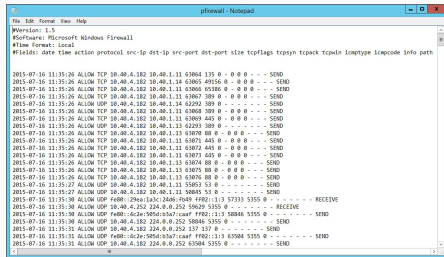 pfirewall - Notepad
File Edit Format View Help
#Version: 1.5
#Software: Microsoft Windows Firewall
#Time Format: Local
#Fields: date time action protocol src-ip dst-ip src-port dst-port size tcpflags tcpsyn tcpack tcpwin icmptype icmpcode info path
2015-07-16 11:35:26 ALLOW TCP 10.40.4.182 10.40.1.11 63064 135 0 - 0 0 0 - - - SEND
2015-07-16 11:35:26 ALLOW TCP 10.40.4.182 10.40.1.14 63065 49156 0 - 0 0 0 - - - SEND
2015-07-16 11:35:26 ALLOW TCP 10.40.4.182 10.40.1.11 63066 65386 0 - 0 0 0 - - - SEND
2015-07-16 11:35:26 ALLOW TCP 10.40.4.182 10.40.1.11 63067 389 0 - 0 0 0 - - - SEND
2015-07-16 11:35:26 ALLOW UDP 10.40.4.182 10.40.1.14 62292 389 0 - - - - - - - SEND
2015-07-16 11:35:26 ALLOW TCP 10.40.4.182 10.40.1.11 63068 389 0 - 0 0 0 - - - SEND
2015-07-16 11:35:26 ALLOW TCP 10.40.4.182 10.40.1.11 63069 445 0 - 0 0 0 - - - SEND
2015-07-16 11:35:26 ALLOW UDP 10.40.4.182 10.40.1.13 62293 389 0 - - - - - - - SEND
2015-07-16 11:35:26 ALLOW TCP 10.40.4.182 10.40.1.13 63070 88 0 - 0 0 0 - - - SEND
2015-07-16 11:35:26 ALLOW TCP 10.40.4.182 10.40.1.11 63071 445 0 - 0 0 0 - - - SEND
2015-07-16 11:35:26 ALLOW TCP 10.40.4.182 10.40.1.11 63072 445 0 - 0 0 0 - - - SEND
2015-07-16 11:35:26 ALLOW TCP 10.40.4.182 10.40.1.11 63073 445 0 - 0 0 0 - - - SEND
2015-07-16 11:35:26 ALLOW TCP 10.40.4.182 10.40.1.13 63074 88 0 - 0 0 0 - - - SEND
2015-07-16 11:35:26 ALLOW TCP 10.40.4.182 10.40.1.13 63075 88 0 - 0 0 0 - - - SEND
2015-07-16 11:35:26 ALLOW TCP 10.40.4.182 10.40.1.13 63076 88 0 - 0 0 0 - - - SEND
2015-07-16 11:35:27 ALLOW UDP 10.40.4.182 10.40.1.11 55053 53 0 - - - - - - - SEND
2015-07-16 11:35:27 ALLOW UDP 10.40.4.182 10.40.1.11 50845 53 0 - - - - - - - SEND
2015-07-16 11:35:30 ALLOW UDP fe80::29ea:1a3c:24d6:fb49 ff02::1:3 57333 5355 0 - - - - - - - RECEIVE
2015-07-16 11:35:30 ALLOW UDP 10.40.4.252 224.0.0.252 59629 5355 0 - - - - - - - RECEIVE
2015-07-16 11:35:30 ALLOW UDP fe80::4c2e:505d:b3a7:caaf ff02::1:3 58846 5355 0 - - - - - - - SEND
2015-07-16 11:35:30 ALLOW UDP 10.40.4.182 224.0.0.252 58846 5355 0 - - - - - - - SEND
2015-07-16 11:35:31 ALLOW UDP 10.40.4.182 224.0.0.252 137 137 0 - - - - - - - SEND
2015-07-16 11:35:31 ALLOW UDP fe80::4c2e:505d:b3a7:caaf ff02::1:3 63504 5355 0 - - - - - - - SEND
2015-07-16 11:35:31 ALLOW UDP 10.40.4.182 224.0.0.252 63504 5355 0 - - - - - - - SEND